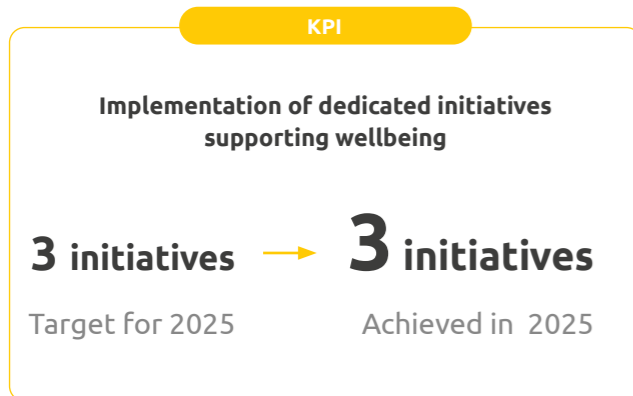 KPI
Implementation of dedicated initiatives
supporting wellbeing
3 initiatives → 3 initiatives
Target for 2025 Achieved in 2025